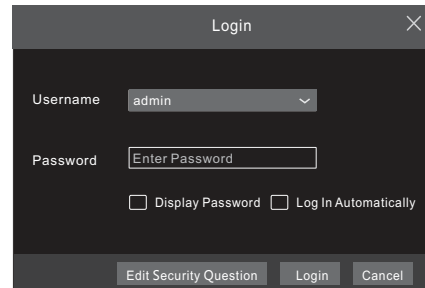 Login
Username admin
Password Enter Password
Display Password Log In Automatically
Edit Security Question Login Cancel